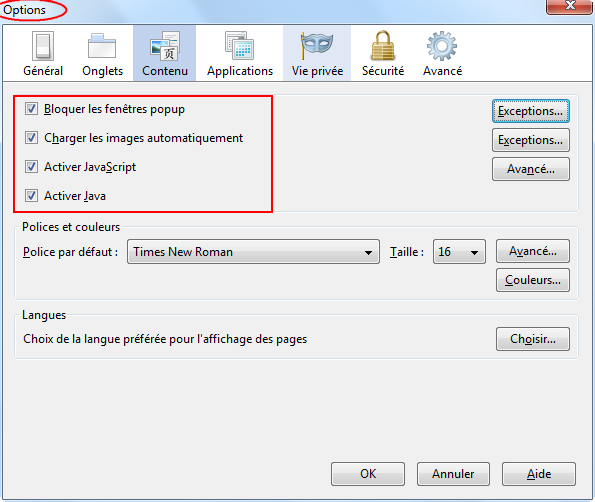 Options
Général Onglets Contenu Applications Vie privée Sécurité Avancé
Bloquer les fenêtres popup Exceptions...
Charger les images automatiquement Exceptions...
Activer JavaScript Avancé...
Activer Java
Polices et couleurs
Police par défaut : Times New Roman Taille : 16 Avancé...
Couleurs...
Langues
Choix de la langue préférée pour l'affichage des pages Choisir...
OK Annuler Aide